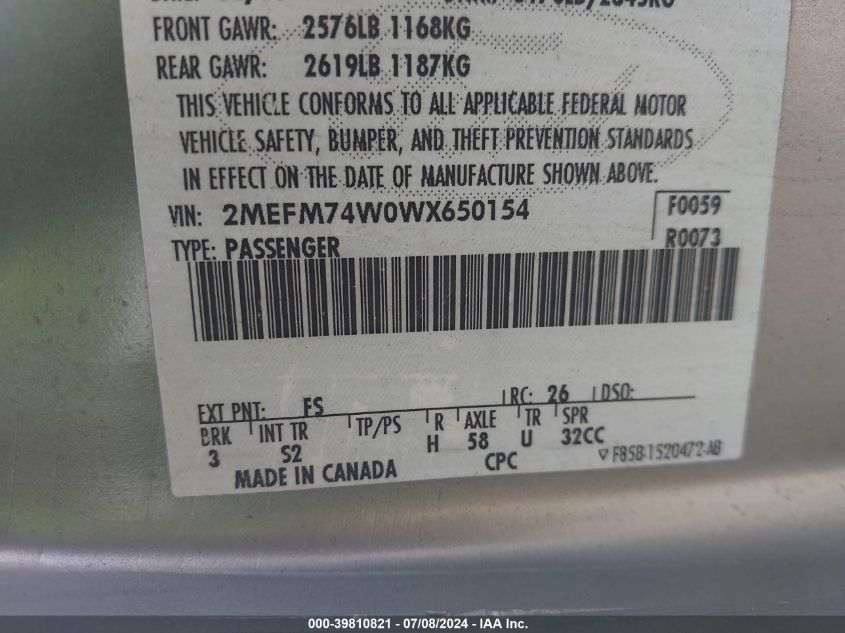 FRONT GAWR: 2576LB 1168KG
REAR GAWR: 2619LB 1187KG
THIS VEHICLE CONFORMS TO ALL APPLICABLE FEDERAL MOTOR
VEHICLE SAFETY, BUMPER, AND THEFT PREVENTION STANDARDS
IN EFFECT ON THE DATE OF MANUFACTURE SHOWN ABOVE.
VIN: 2MEFM74W0WX650154 F0059
TYPE: PASSENGER R0073
EXT PNT: FS RC: 26 DSO:
BRK INT TR TP/PS R AXLE TR SPR
3 S2 H 58 U 32CC
MADE IN CANADA CPC ▽ F85B-1520472-AB
000-39810821 - 07/08/2024 - IAA Inc.